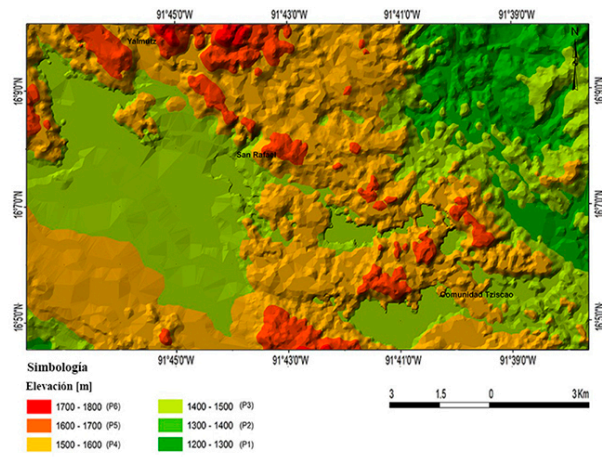 91°45'0"W 91°43'0"W 91°41'0"W 91°39'0"W
Yalmutz
N
16°9'0"N 16°9'0"N
San Rafael
16°7'0"N 16°7'0"N
Comunidad Tziscao
16°5'0"N 16°5'0"N
91°45'0"W 91°43'0"W 91°41'0"W 91°39'0"W
Simbología
Elevación [m]
1700 - 1800 (P6) 1400 - 1500 (P3)
1600 - 1700 (P5) 1300 - 1400 (P2)
1500 - 1600 (P4) 1200 - 1300 (P1)
3 1.5 0 3 Km